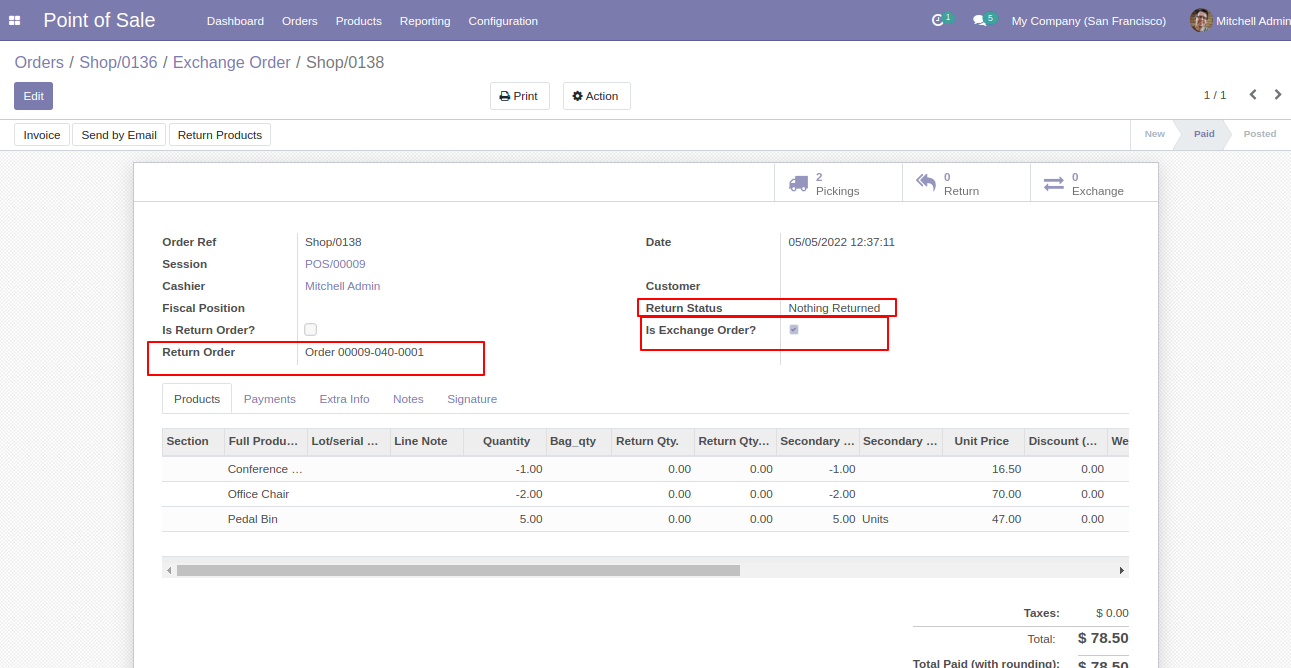 Point of Sale Dashboard Orders Products Reporting Configuration 1 5 My Company (San Francisco) Mitchell Admin
Orders / Shop/0136 / Exchange Order / Shop/0138
Edit Print Action 1 / 1
Invoice Send by Email Return Products New Paid Posted
2 Pickings 0 Return 0 Exchange
Order Ref Shop/0138 Date 05/05/2022 12:37:11
Session POS/00009
Cashier Mitchell Admin Customer
Fiscal Position Return Status Nothing Returned
Is Return Order? Is Exchange Order?
Return Order Order 00009-040-0001
Products Payments Extra Info Notes Signature
Section Full Produ... Lot/serial ... Line Note Quantity Bag_qty Return Qty. Return Qty... Secondary ... Secondary ... Unit Price Discount (... We
Conference ... -1.00 0.00 0.00 -1.00 16.50 0.00
Office Chair -2.00 0.00 0.00 -2.00 70.00 0.00
Pedal Bin 5.00 0.00 0.00 5.00 Units 47.00 0.00
Taxes: $ 0.00
Total: $ 78.50
Total Paid (with rounding): $ 78.50